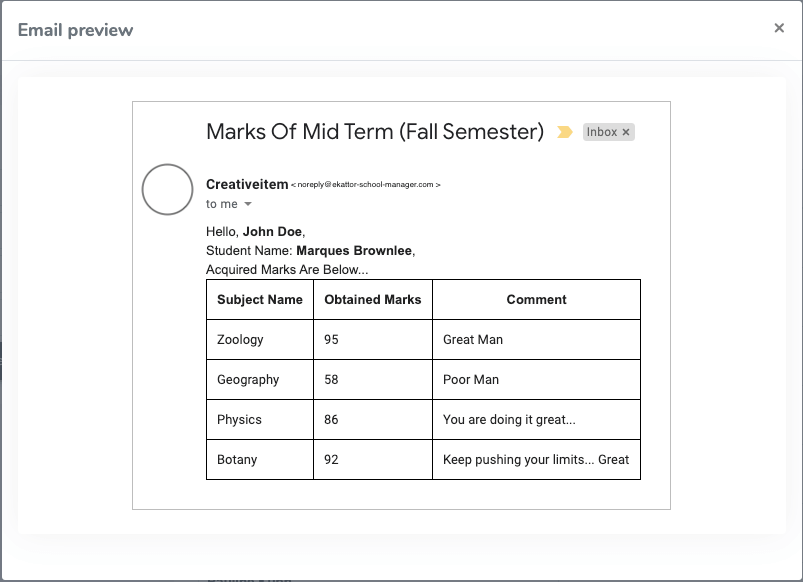 Email preview
×
Marks Of Mid Term (Fall Semester) Inbox ×
Creativeitem < noreply@ekattor-school-manager.com >
to me
Hello, John Doe,
Student Name: Marques Brownlee,
Acquired Marks Are Below...
Subject Name Obtained Marks Comment
Zoology 95 Great Man
Geography 58 Poor Man
Physics 86 You are doing it great...
Botany 92 Keep pushing your limits... Great